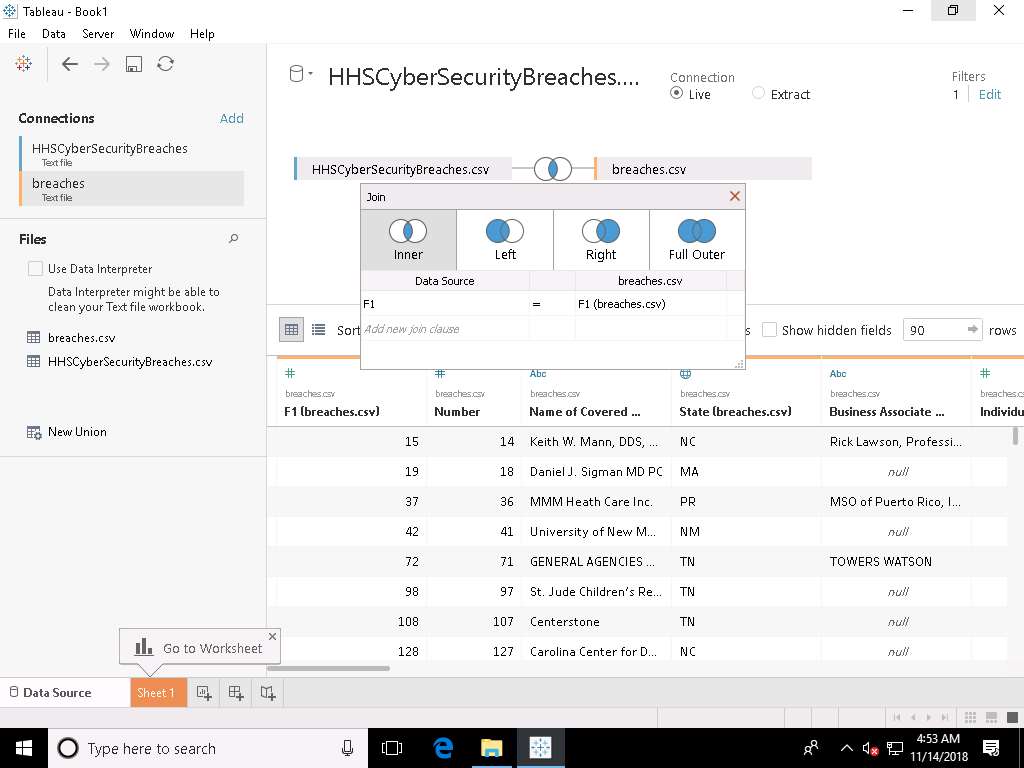 Tableau - Book1
File Data Server Window Help
Connections Add
HHSCyberSecurityBreaches
Text file
breaches
Text file
Files
Use Data Interpreter
Data Interpreter might be able to
clean your Text file workbook.
breaches.csv
HHSCyberSecurityBreaches.csv
New Union
HHSCyberSecurityBreaches....
Connection
Live Extract
Filters
1 Edit
HHSCyberSecurityBreaches.csv breaches.csv
Join
Inner Left Right Full Outer
Data Source breaches.csv
F1 = F1 (breaches.csv)
Add new join clause
Sort Show hidden fields 90 rows
# # Abc Abc #
breaches.csv breaches.csv breaches.csv breaches.csv breaches.csv breaches.cs
F1 (breaches.csv) Number Name of Covered ... State (breaches.csv) Business Associate ... Individu
15 14 Keith W. Mann, DDS, ... NC Rick Lawson, Professi...
19 18 Daniel J. Sigman MD PC MA null
37 36 MMM Heath Care Inc. PR MSO of Puerto Rico, I...
42 41 University of New M... NM null
72 71 GENERAL AGENCIES ... TN TOWERS WATSON
98 97 St. Jude Children's Re... TN null
108 107 Centerstone TN null
128 127 Carolina Center for D... NC null
Go to Worksheet
Data Source Sheet 1
Type here to search
4:53 AM
11/14/2018